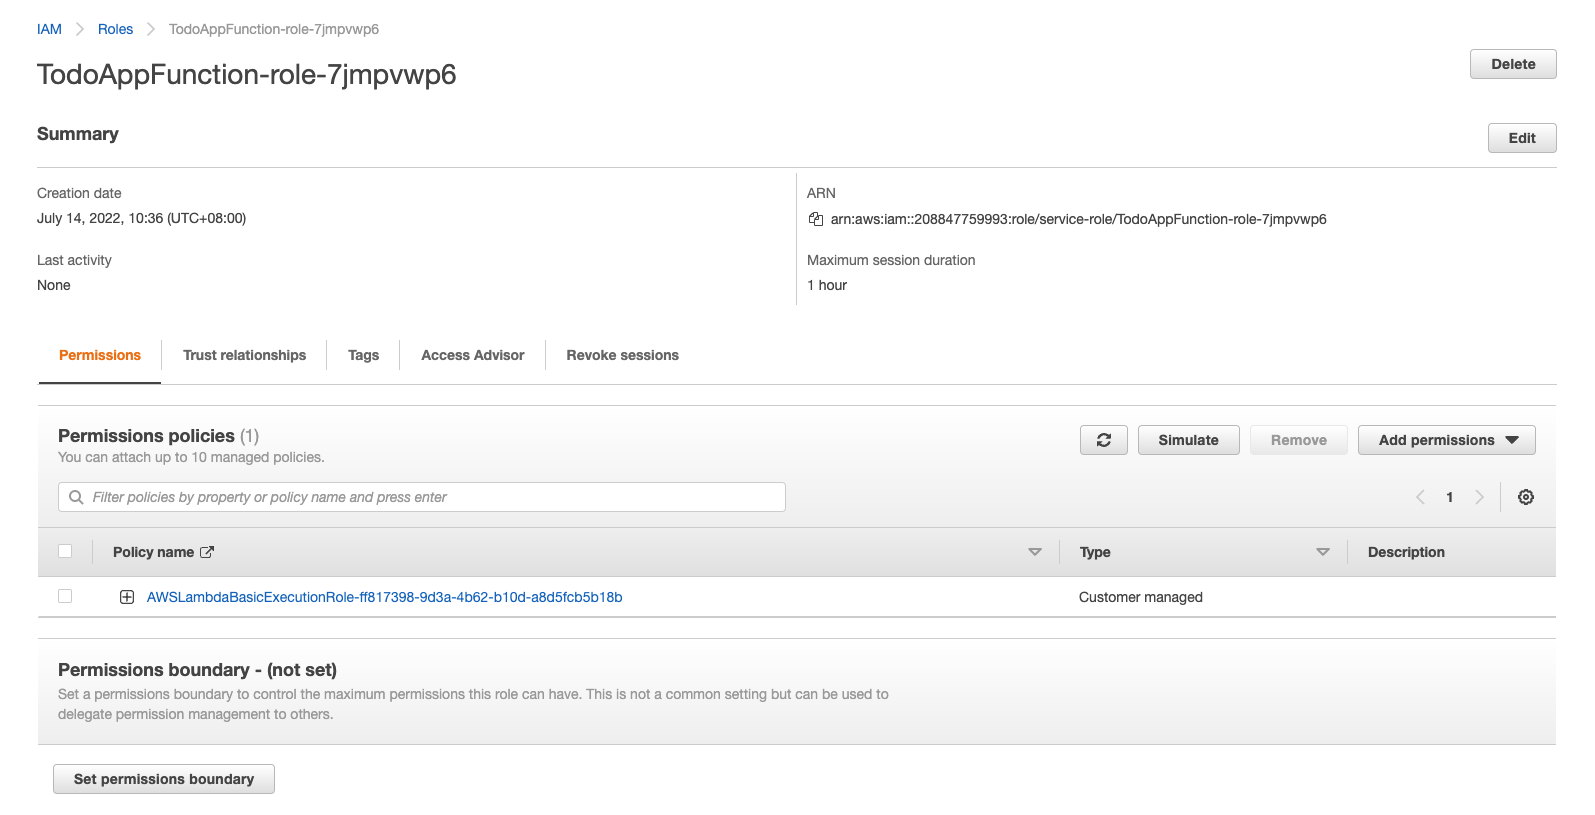 IAM > Roles > TodoAppFunction-role-7jmpvwp6
TodoAppFunction-role-7jmpvwp6
Delete
Summary
Edit
Creation date
July 14, 2022, 10:36 (UTC+08:00)
ARN
arn:aws:iam::208847759993:role/service-role/TodoAppFunction-role-7jmpvwp6
Last activity
None
Maximum session duration
1 hour
Permissions
Trust relationships
Tags
Access Advisor
Revoke sessions
Permissions policies (1)
You can attach up to 10 managed policies.
Simulate
Remove
Add permissions
Filter policies by property or policy name and press enter
1
Policy name
Type
Description
AWSLambdaBasicExecutionRole-ff817398-9d3a-4b62-b10d-a8d5fcb5b18b
Customer managed
Permissions boundary - (not set)
Set a permissions boundary to control the maximum permissions this role can have. This is not a common setting but can be used to
delegate permission management to others.
Set permissions boundary